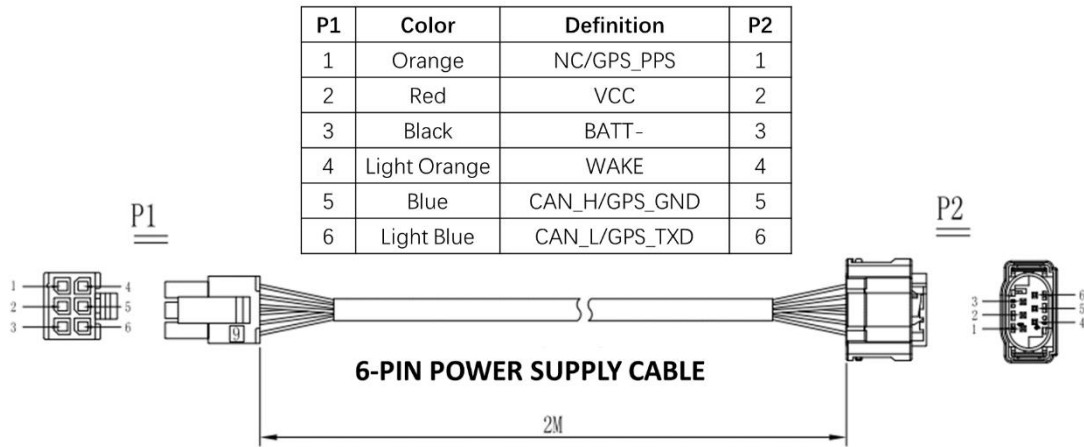 P1 Color Definition P2
1 Orange NC/GPS_PPS 1
2 Red VCC 2
3 Black BATT- 3
4 Light Orange WAKE 4
5 Blue CAN_H/GPS_GND 5
6 Light Blue CAN_L/GPS_TXD 6
P1
P2
1 4
2 5
3 6
9
3 6
2 5
1 4
6-PIN POWER SUPPLY CABLE
2M